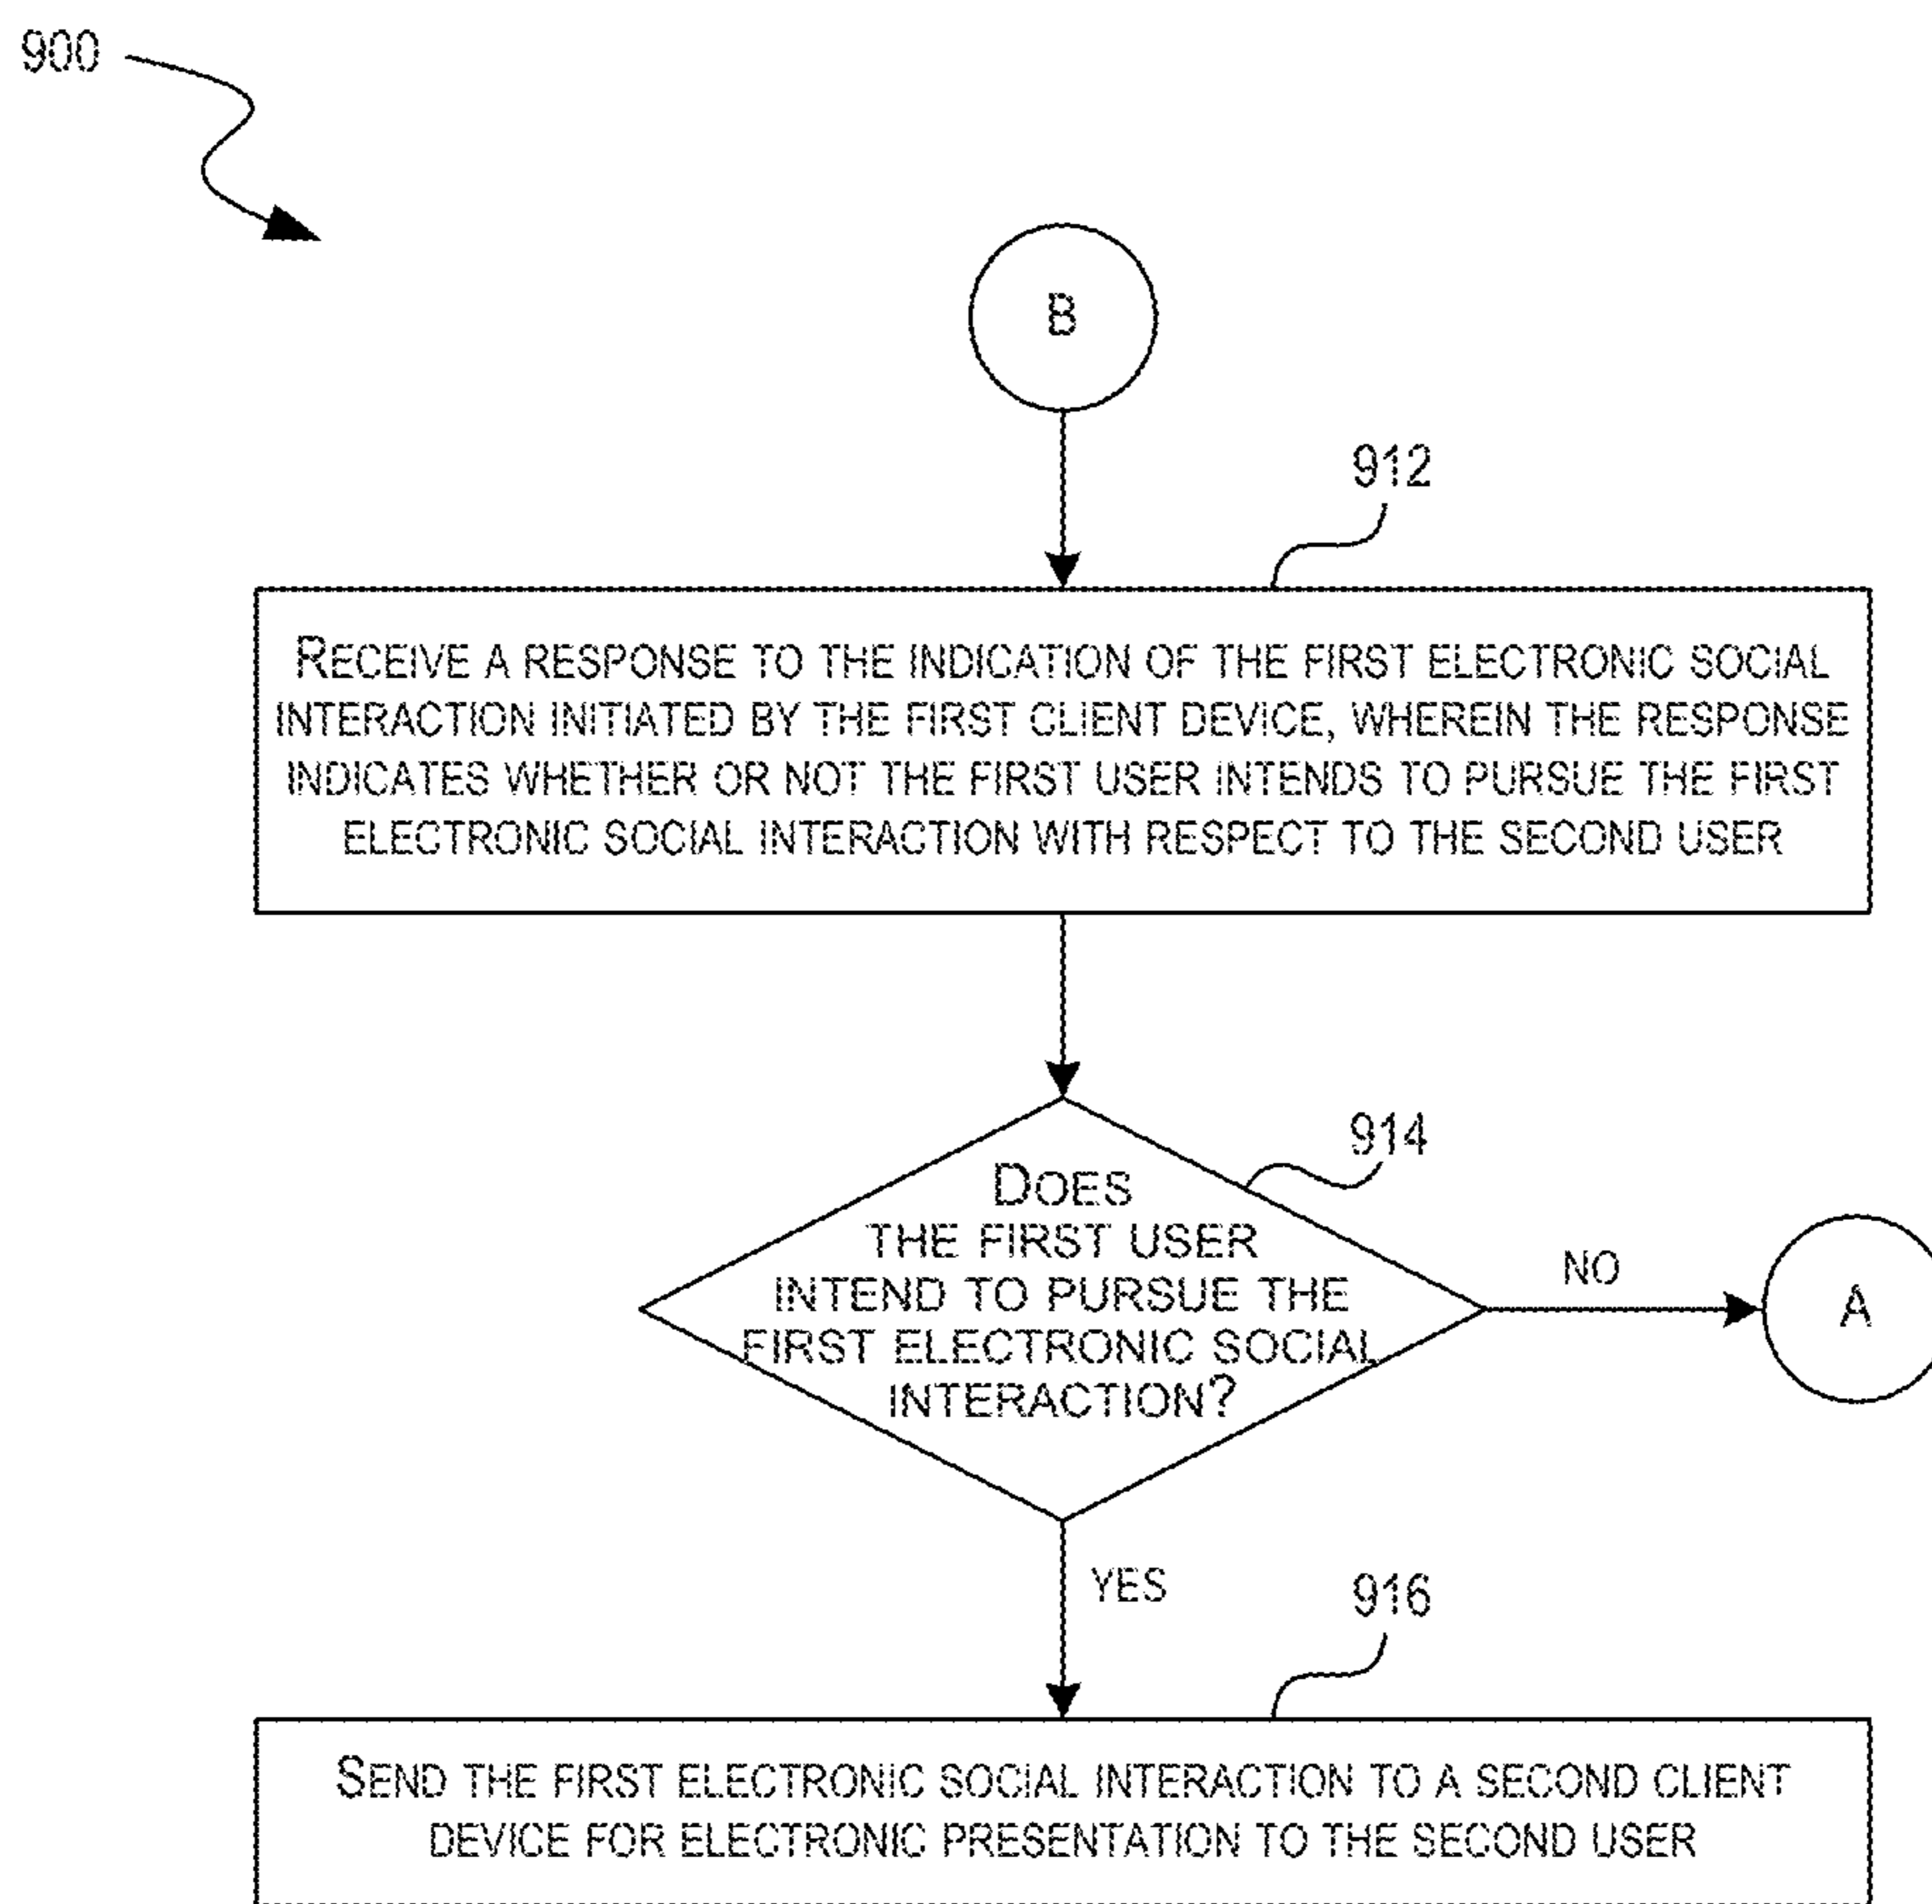 900
B
912
RECEIVE A RESPONSE TO THE INDICATION OF THE FIRST ELECTRONIC SOCIAL
INTERACTION INITIATED BY THE FIRST CLIENT DEVICE, WHEREIN THE RESPONSE
INDICATES WHETHER OR NOT THE FIRST USER INTENDS TO PURSUE THE FIRST
ELECTRONIC SOCIAL INTERACTION WITH RESPECT TO THE SECOND USER
914
DOES
THE FIRST USER
INTEND TO PURSUE THE
FIRST ELECTRONIC SOCIAL
INTERACTION?
NO
A
YES
916
SEND THE FIRST ELECTRONIC SOCIAL INTERACTION TO A SECOND CLIENT
DEVICE FOR ELECTRONIC PRESENTATION TO THE SECOND USER